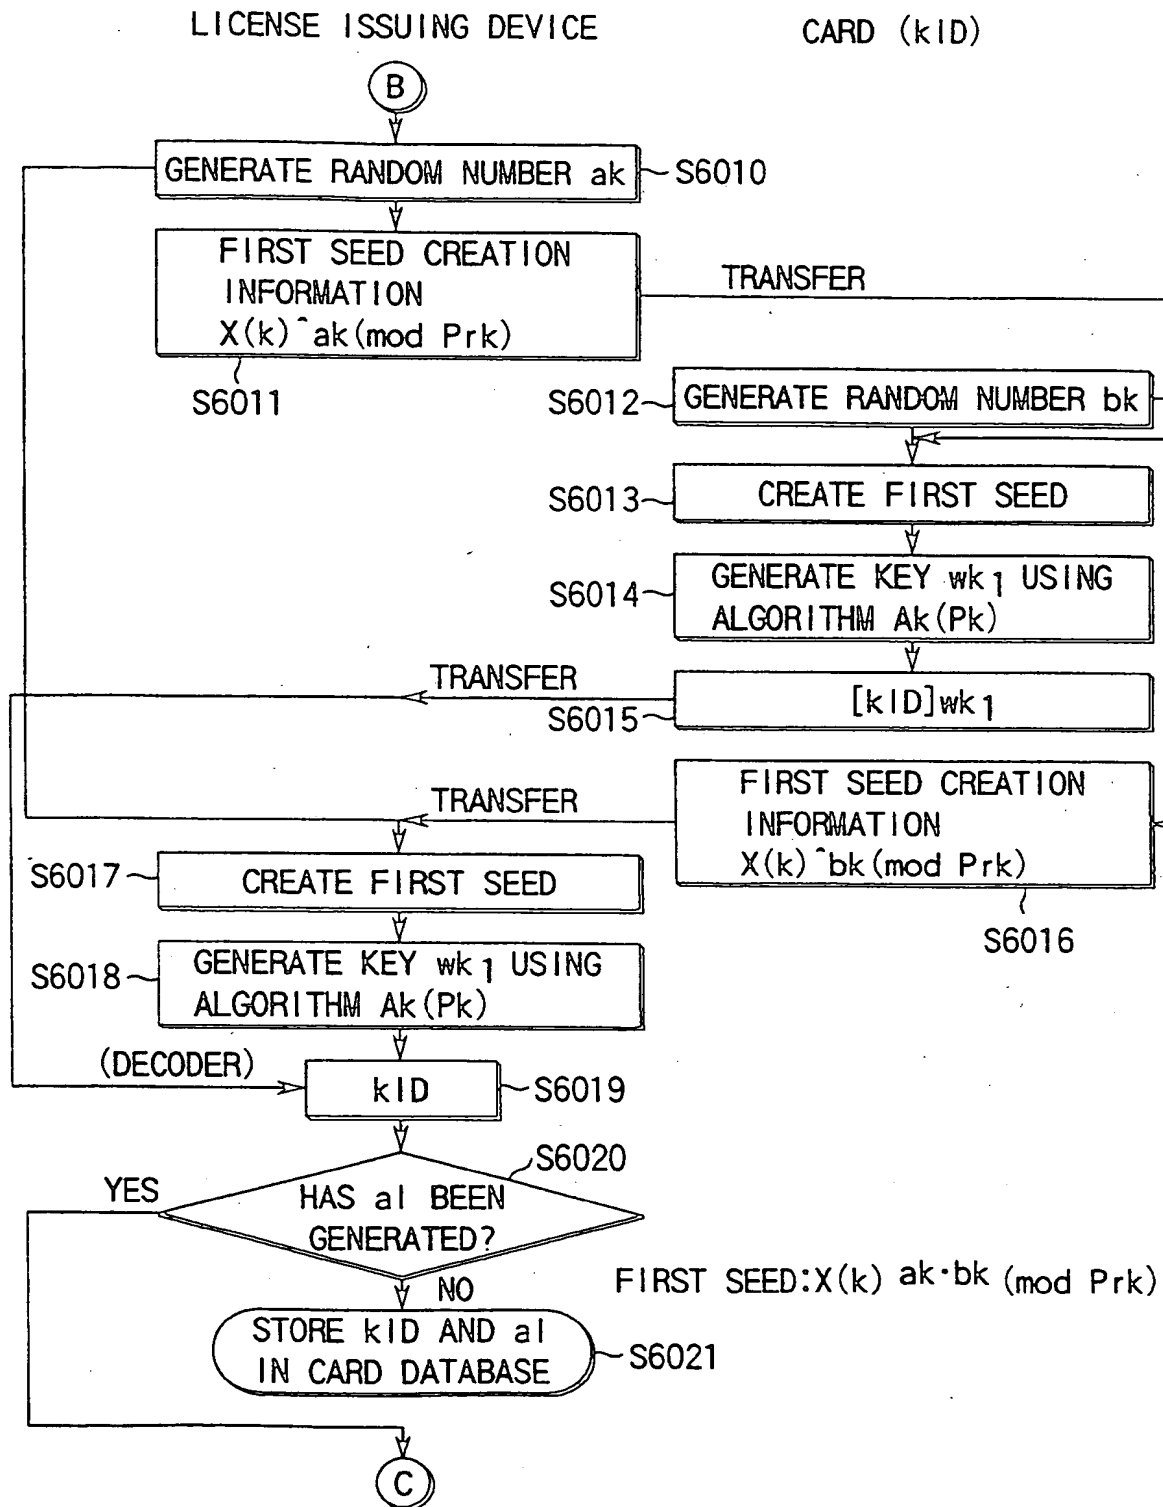 LICENSE ISSUING DEVICE
CARD (kID)
B
GENERATE RANDOM NUMBER ak
S6010
FIRST SEED CREATION
INFORMATION
X(k)^ak(mod Prk)
S6011
TRANSFER
S6012
GENERATE RANDOM NUMBER bk
S6013
CREATE FIRST SEED
S6014
GENERATE KEY wk1 USING
ALGORITHM Ak(Pk)
TRANSFER
S6015
[kID]wk1
TRANSFER
FIRST SEED CREATION
INFORMATION
X(k)^bk(mod Prk)
S6016
S6017
CREATE FIRST SEED
S6018
GENERATE KEY wk1 USING
ALGORITHM Ak(Pk)
(DECODER)
kID
S6019
S6020
YES
HAS al BEEN
GENERATED?
NO
FIRST SEED:X(k) ak·bk (mod Prk)
STORE kID AND al
IN CARD DATABASE
S6021
C